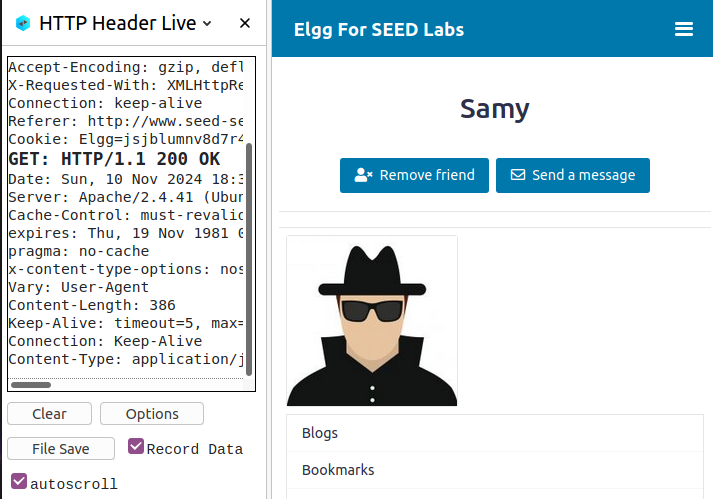 HTTP Header Live
Accept-Encoding: gzip, defl
X-Requested-With: XMLHttpRe
Connection: keep-alive
Referer: http://www.seed-se
Cookie: Elgg=jsjblumnv8d7r4
GET: HTTP/1.1 200 OK
Date: Sun, 10 Nov 2024 18:3
Server: Apache/2.4.41 (Ubun
Cache-Control: must-revalid
expires: Thu, 19 Nov 1981 0
pragma: no-cache
x-content-type-options: nos
Vary: User-Agent
Content-Length: 386
Keep-Alive: timeout=5, max=
Connection: Keep-Alive
Content-Type: application/j
Clear
Options
File Save
Record Data
autoscroll
Elgg For SEED Labs
Samy
Remove friend
Send a message
Blogs
Bookmarks